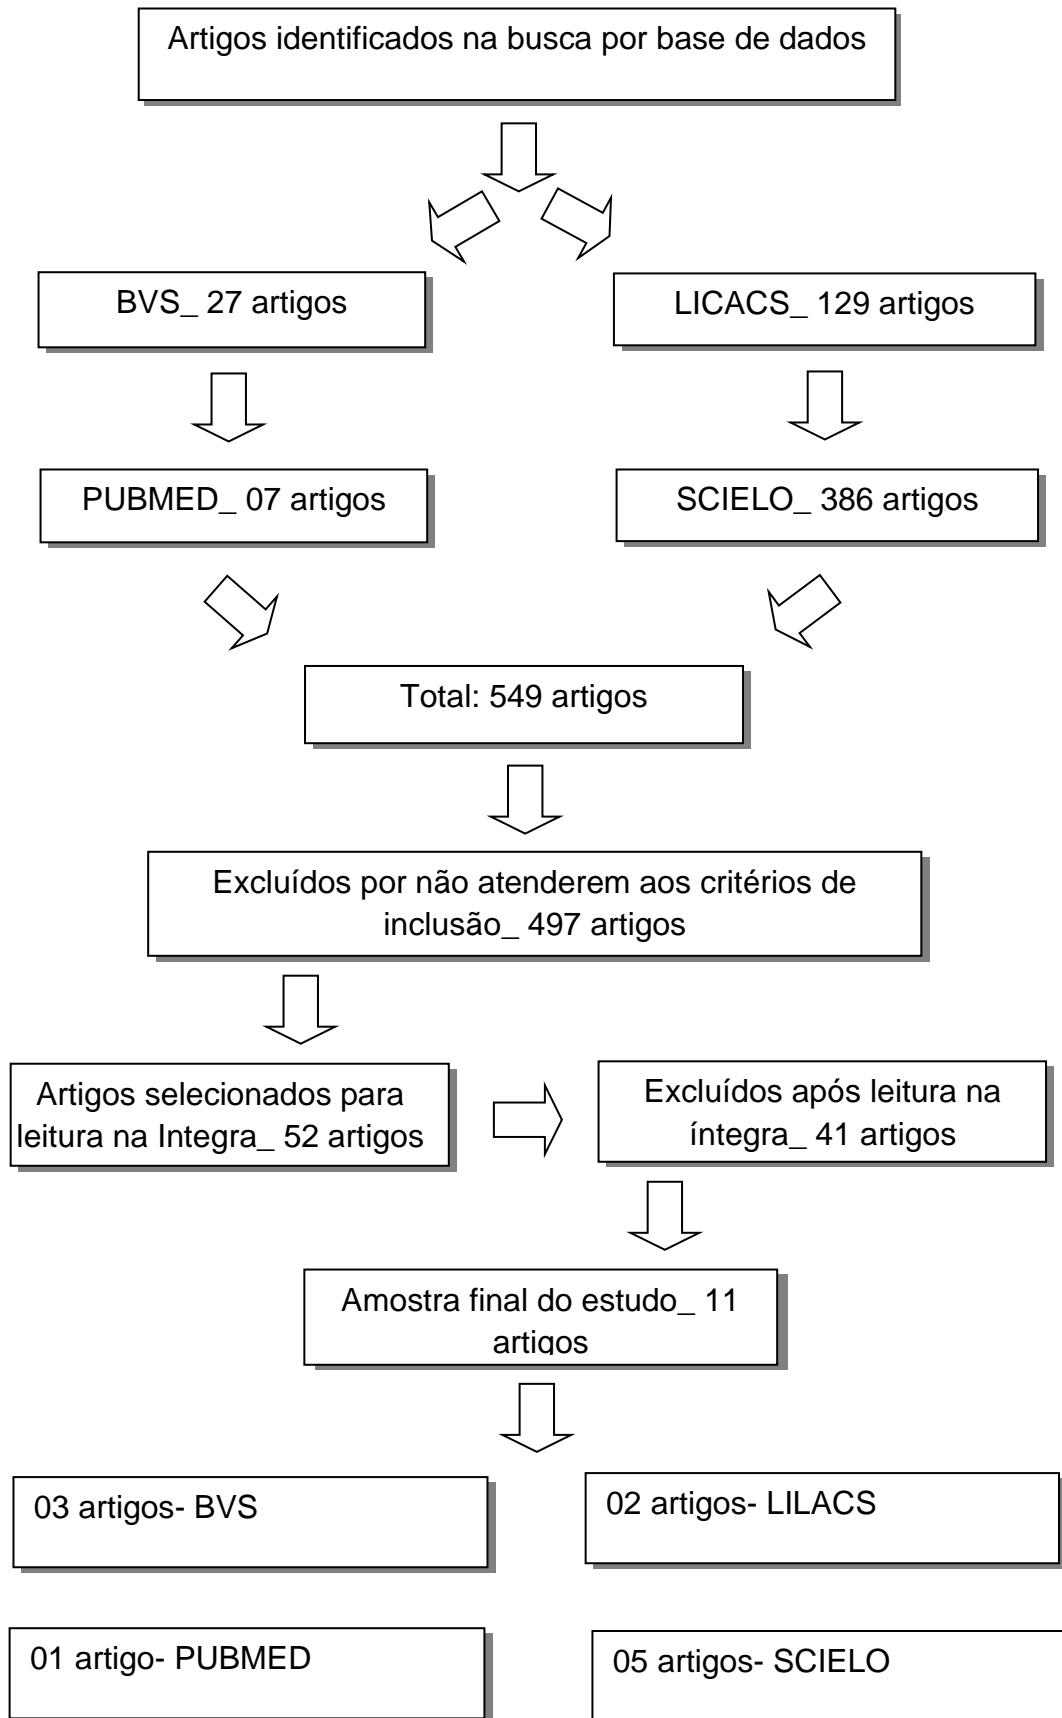 Artigos identificados na busca por base de dados
BVS_ 27 artigos
LICACS_ 129 artigos
PUBMED_ 07 artigos
SCIELO_ 386 artigos
Total: 549 artigos
Excluídos por não atenderem aos critérios de
inclusão_ 497 artigos
Artigos selecionados para
leitura na Integra_ 52 artigos
Excluídos após leitura na
íntegra_ 41 artigos
Amostra final do estudo_ 11
artigos
03 artigos- BVS
02 artigos- LILACS
01 artigo- PUBMED
05 artigos- SCIELO